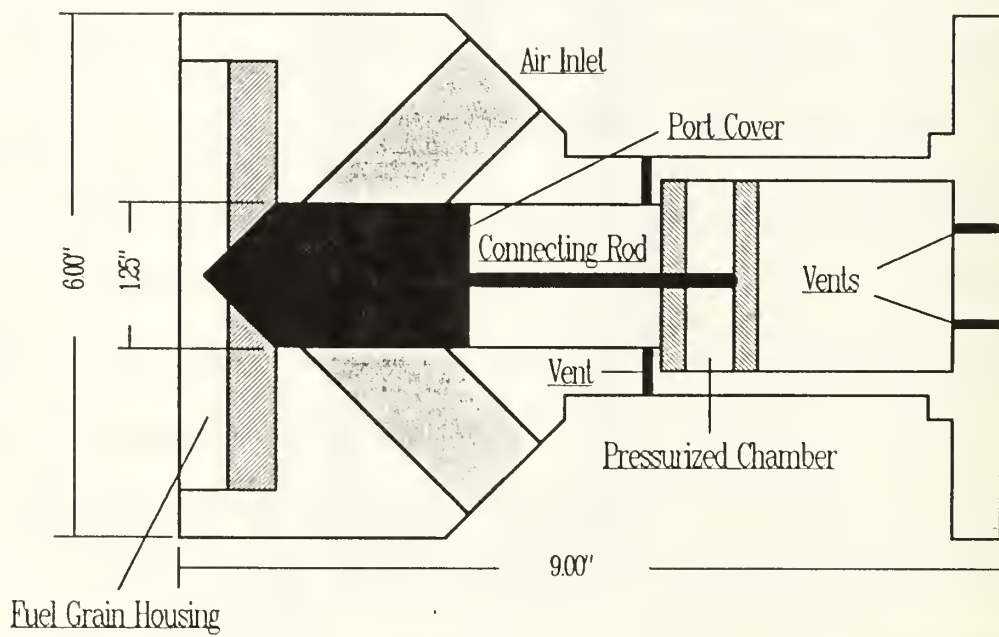 Air Inlet
Port Cover
6.00"
1.25"
Connecting Rod
Vents
Vent
Pressurized Chamber
9.00"
Fuel Grain Housing